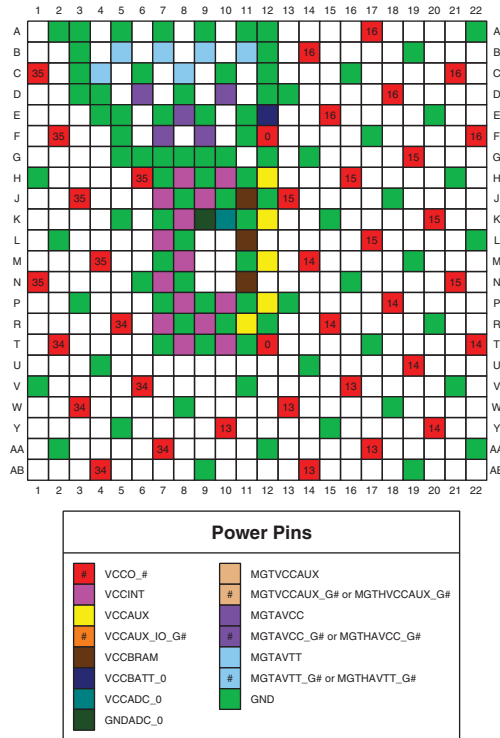 1 2 3 4 5 6 7 8 9 10 11 12 13 14 15 16 17 18 19 20 21 22
A 16 A
B 14 B
C 35 16 16 C
D 16 D
E 16 E
F 35 0 16 F
G 15 G
H 35 15 H
J 35 15 J
K 15 K
L 15 L
M 35 14 M
N 35 15 N
P 14 P
R 34 14 R
T 34 0 14 T
U 14 U
V 34 13 V
W 34 13 W
Y 13 14 Y
AA 34 13 AA
AB 34 13 AB
1 2 3 4 5 6 7 8 9 10 11 12 13 14 15 16 17 18 19 20 21 22
Power Pins
# VCCO_#
VCCINT
VCCAUX
# VCCAUX_IO_G#
VCCBRAM
VCCBATT_0
VCCADC_0
GNDADC_0
MGTVCCAUX
# MGTVCCAUX_G# or MGTHVCCAUX_G#
MGTAVCC
# MGTAVCC_G# or MGTHAVCC_G#
MGTAVTT
# MGTAVTT_G# or MGTHAVTT_G#
GND